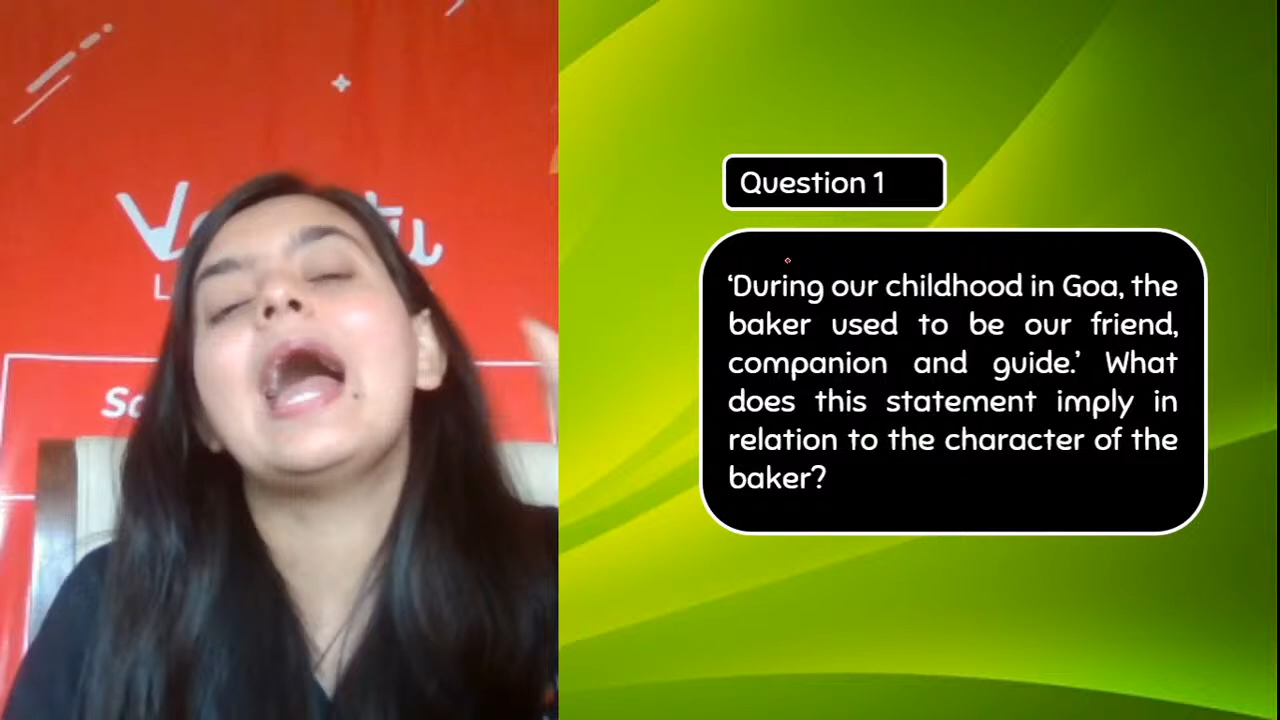 Question 1
‘During our childhood in Goa, the
baker used to be our friend,
companion and guide.’ What
does this statement imply in
relation to the character of the
baker?